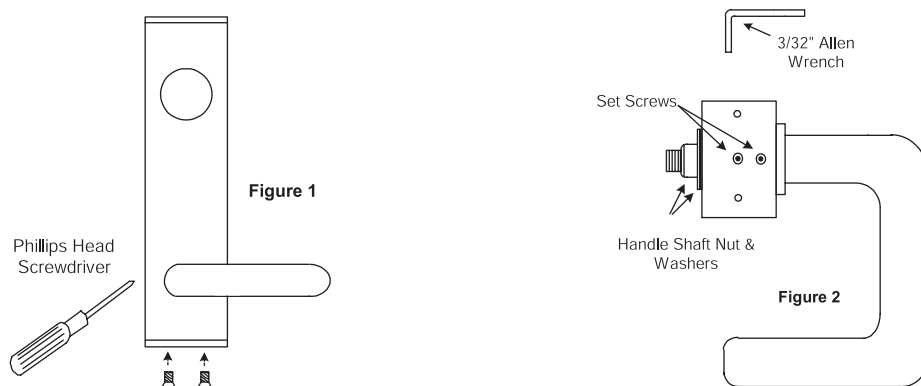 3/32" Allen
Wrench
Set Screws
Figure 1
Phillips Head
Screwdriver
Handle Shaft Nut &
Washers
Figure 2